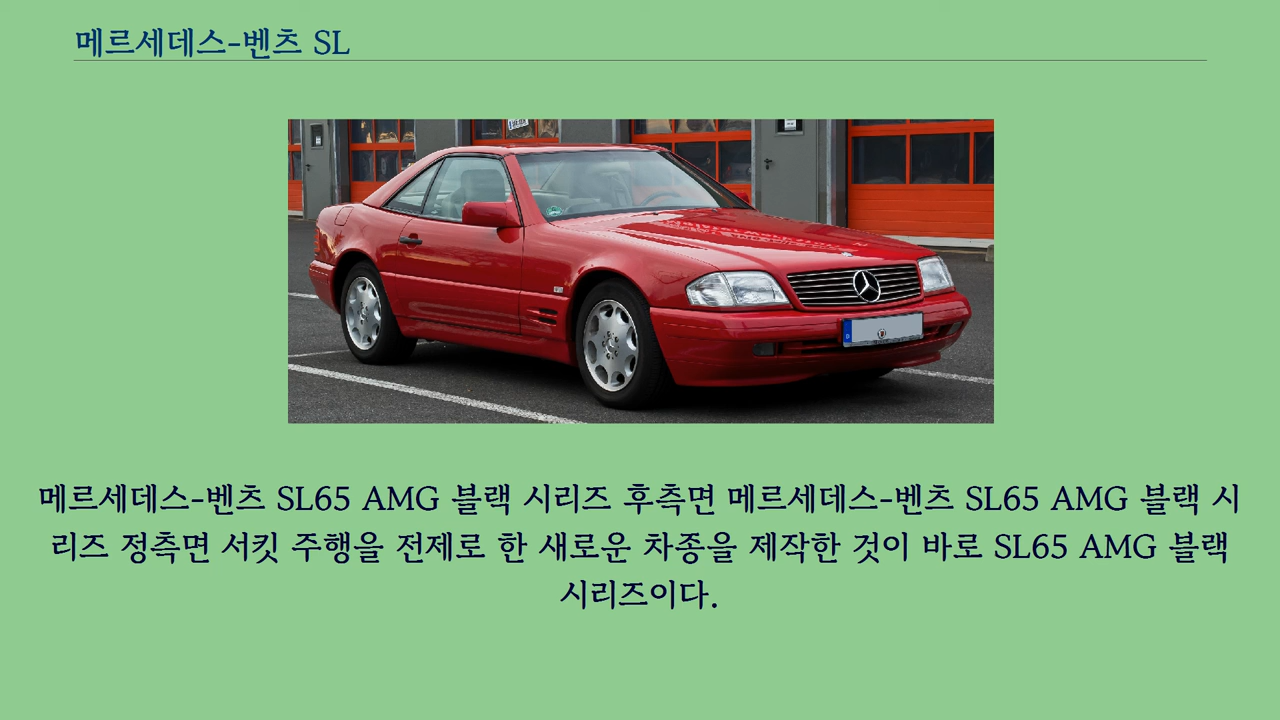 메르세데스-벤츠 SL
메르세데스-벤츠 SL65 AMG 블랙 시리즈 후측면 메르세데스-벤츠 SL65 AMG 블랙 시
리즈 정측면 서킷 주행을 전제로 한 새로운 차종을 제작한 것이 바로 SL65 AMG 블랙
시리즈이다.